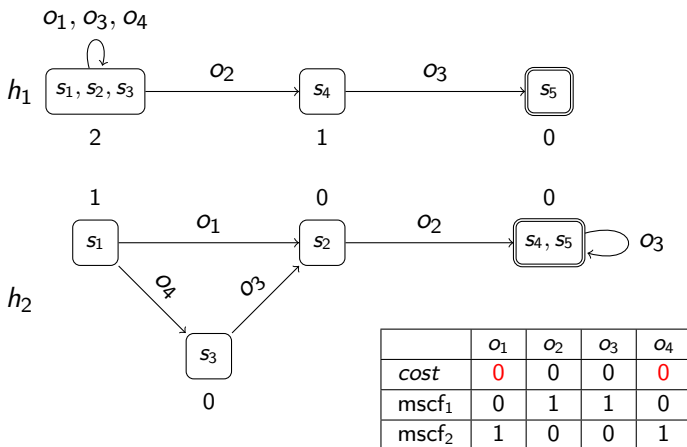 o₁, o₃, o₄
h₁ s₁, s₂, s₃ o₂ s₄ o₃ s₅
2 1 0
1 0 0
s₁ o₁ s₂ o₂ s₄, s₅ o₃
o₄ o₃
h₂
s₃
0
o₁ o₂ o₃ o₄
cost 0 0 0 0
mscf₁ 0 1 1 0
mscf₂ 1 0 0 1